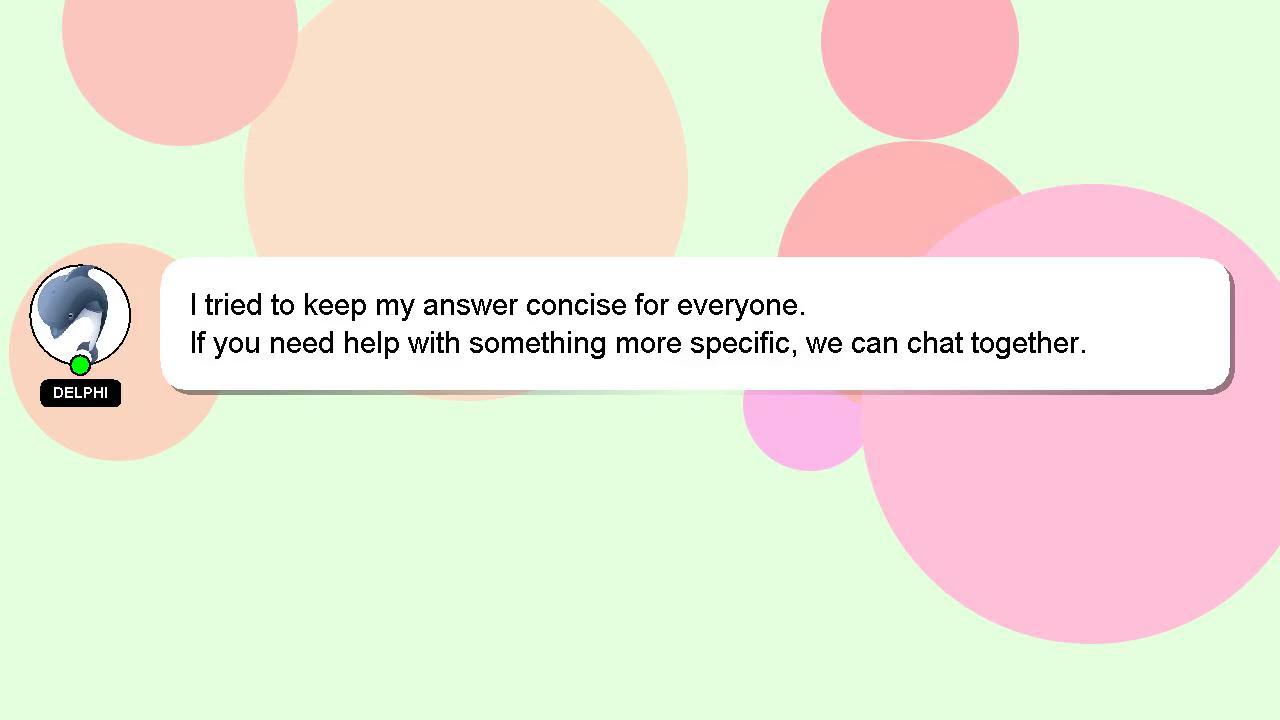 I tried to keep my answer concise for everyone.
If you need help with something more specific, we can chat together.
DELPHI